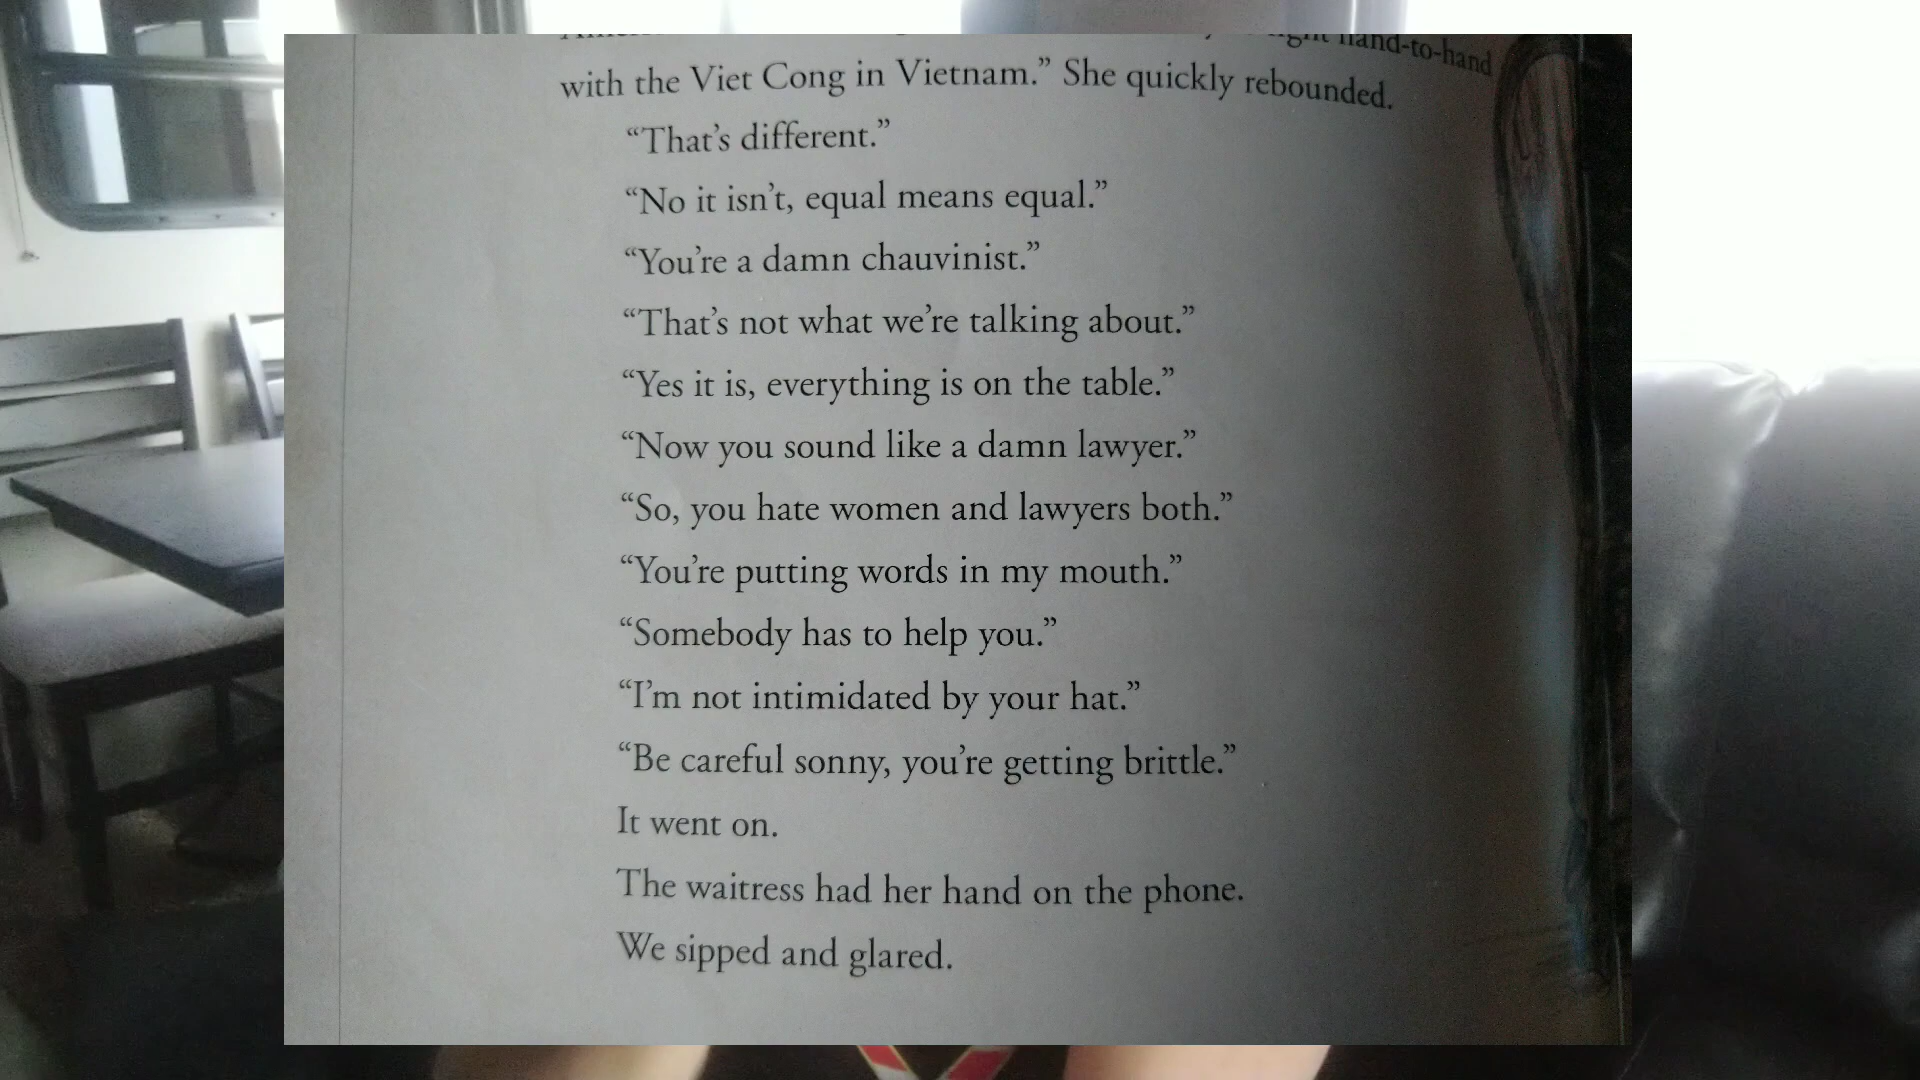 hand-to-hand
with the Viet Cong in Vietnam.” She quickly rebounded.
“That’s different.”
“No it isn’t, equal means equal.”
“You’re a damn chauvinist.”
“That’s not what we’re talking about.”
“Yes it is, everything is on the table.”
“Now you sound like a damn lawyer.”
“So, you hate women and lawyers both.”
“You’re putting words in my mouth.”
“Somebody has to help you.”
“I’m not intimidated by your hat.”
“Be careful sonny, you’re getting brittle.”
It went on.
The waitress had her hand on the phone.
We sipped and glared.